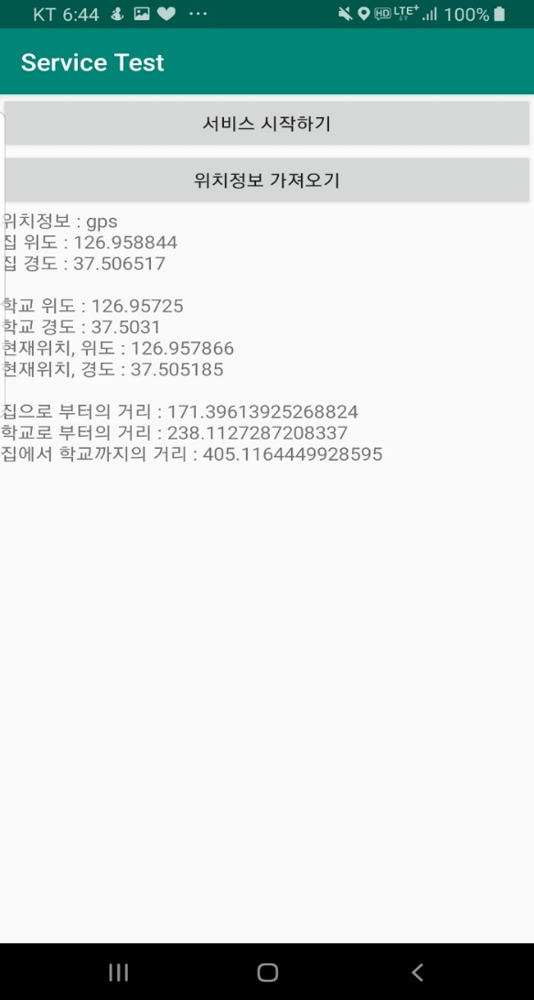 KT 6:44 ... HD LTE+ 100%
Service Test
서비스 시작하기
위치정보 가져오기
위치정보 : gps
집 위도 : 126.958844
집 경도 : 37.506517
학교 위도 : 126.95725
학교 경도 : 37.5031
현재위치, 위도 : 126.957866
현재위치, 경도 : 37.505185
집으로 부터의 거리 : 171.39613925268824
학교로 부터의 거리 : 238.1127287208337
집에서 학교까지의 거리 : 405.1164449928595